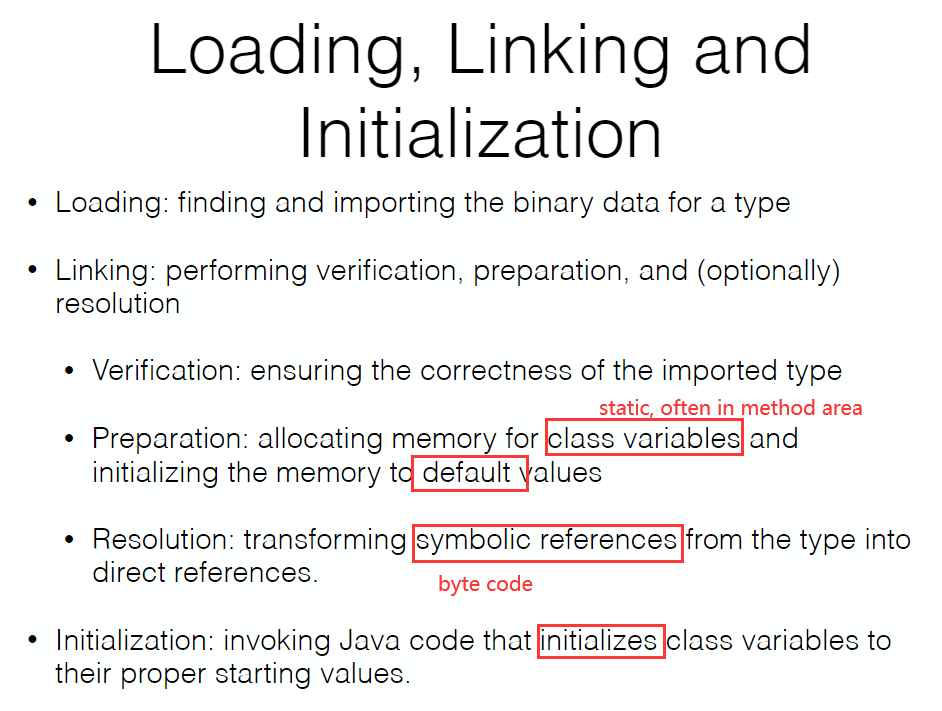 Loading, Linking and
Initialization
• Loading: finding and importing the binary data for a type
• Linking: performing verification, preparation, and (optionally)
resolution
• Verification: ensuring the correctness of the imported type
static, often in method area
• Preparation: allocating memory for class variables and
initializing the memory to default values
• Resolution: transforming symbolic references from the type into
direct references.
byte code
• Initialization: invoking Java code that initializes class variables to
their proper starting values.